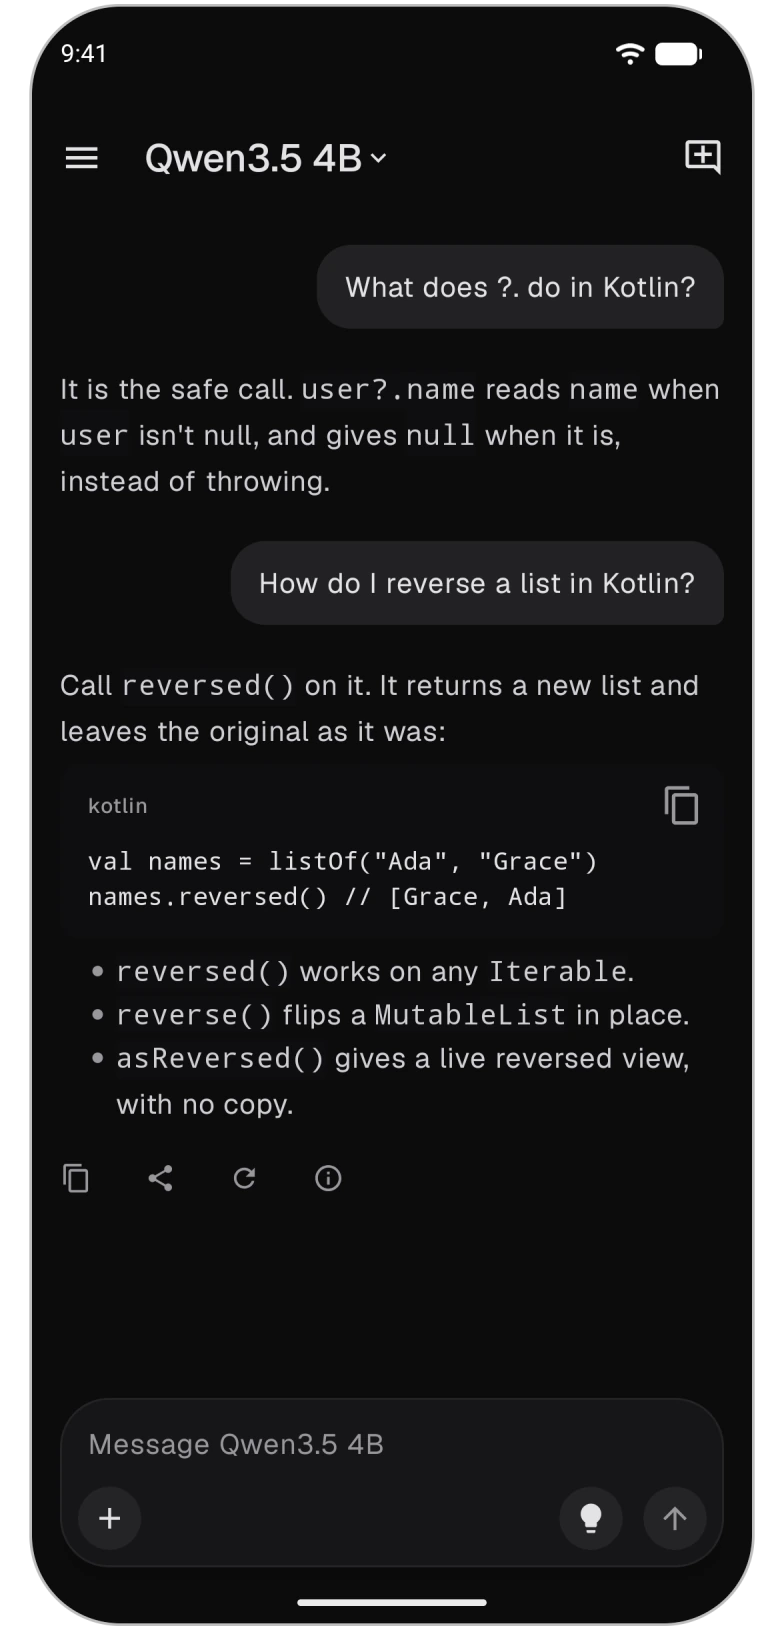 9:41
Qwen3.5 4B
What does ?. do in Kotlin?
It is the safe call. user?.name reads name when
user isn't null, and gives null when it is,
instead of throwing.
How do I reverse a list in Kotlin?
Call reversed() on it. It returns a new list and
leaves the original as it was:
kotlin
val names = listOf("Ada", "Grace")
names.reversed() // [Grace, Ada]
• reversed() works on any Iterable.
• reverse() flips a MutableList in place.
• asReversed() gives a live reversed view,
with no copy.
Message Qwen3.5 4B